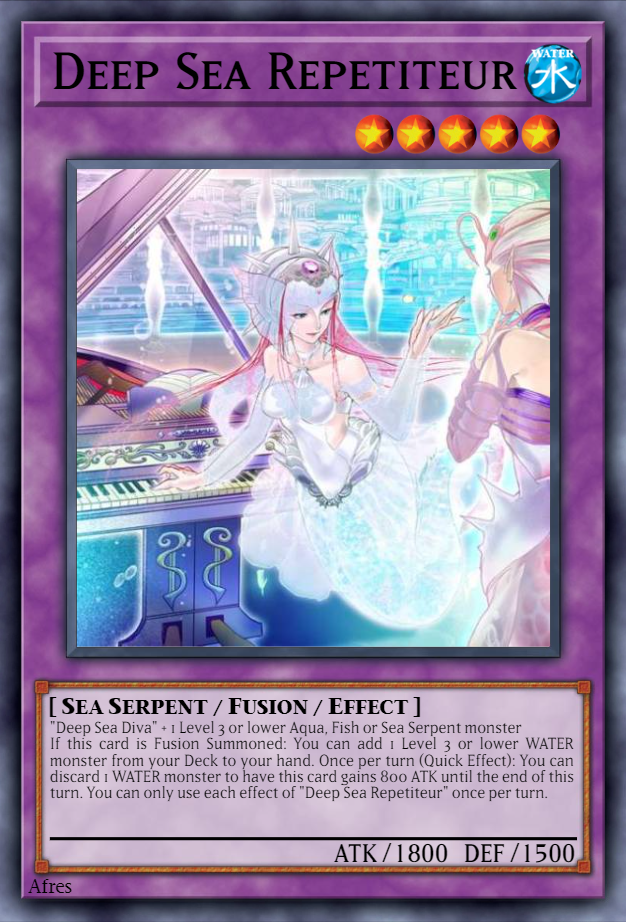 Deep Sea Repetiteur
WATER
水
[ Sea Serpent / Fusion / Effect ]
"Deep Sea Diva" + 1 Level 3 or lower Aqua, Fish or Sea Serpent monster
If this card is Fusion Summoned: You can add 1 Level 3 or lower WATER
monster from your Deck to your hand. Once per turn (Quick Effect): You can
discard 1 WATER monster to have this card gains 800 ATK until the end of this
turn. You can only use each effect of "Deep Sea Repetiteur" once per turn.
ATK/1800 DEF/1500
Afres